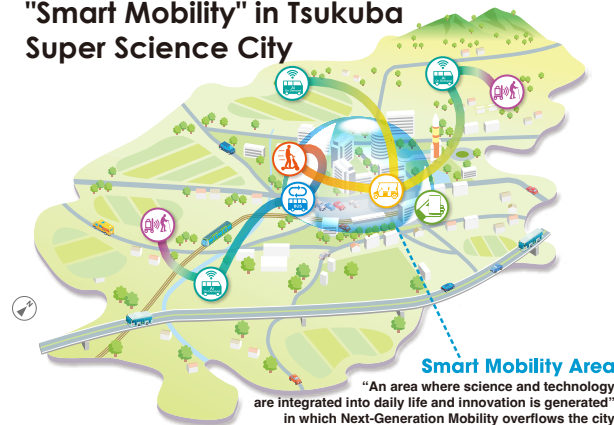 "Smart Mobility" in Tsukuba
Super Science City
BUS
Smart Mobility Area
“An area where science and technology
are integrated into daily life and innovation is generated”
in which Next-Generation Mobility overflows the city